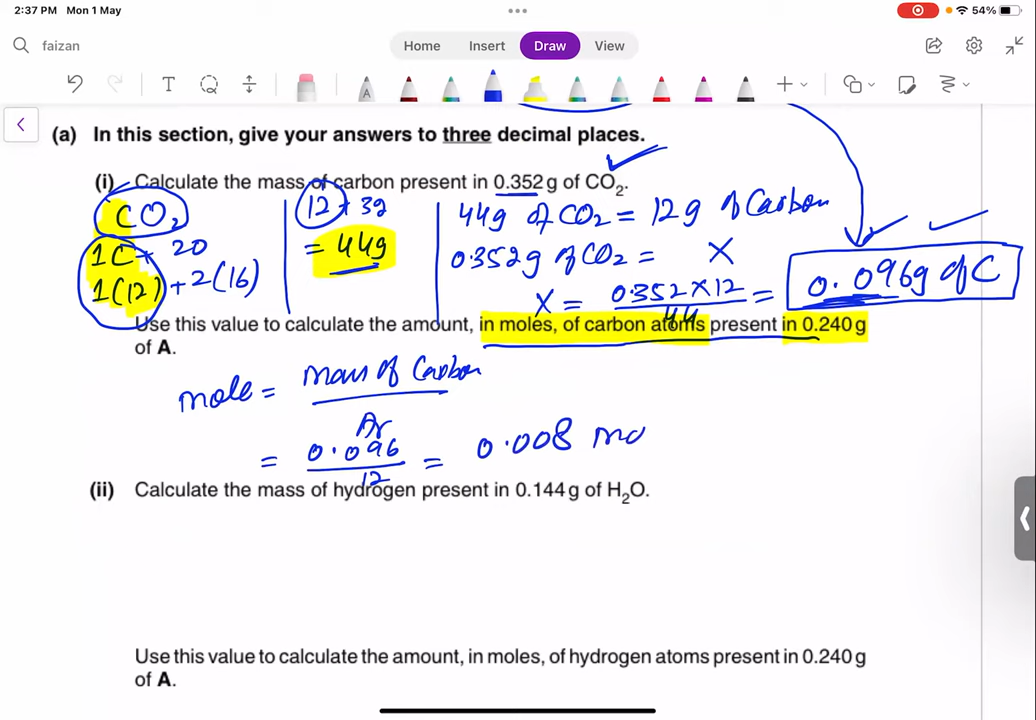 2:37 PM Mon 1 May
54%
faizan
Home Insert Draw View
(a) In this section, give your answers to three decimal places.
(i) Calculate the mass of carbon present in 0.352 g of CO₂.
CO₂
1C + 2O
1(12) + 2(16)
12 + 32
= 44g
44g of CO₂ = 12g of Carbon
0.352g of CO₂ = X
X = 0.352 × 12 =
44
0.096g of C
Use this value to calculate the amount, in moles, of carbon atoms present in 0.240 g
of A.
mole = mass of Carbon
Ar
= 0.096 = 0.008 mo
12
(ii) Calculate the mass of hydrogen present in 0.144 g of H₂O.
Use this value to calculate the amount, in moles, of hydrogen atoms present in 0.240 g
of A.